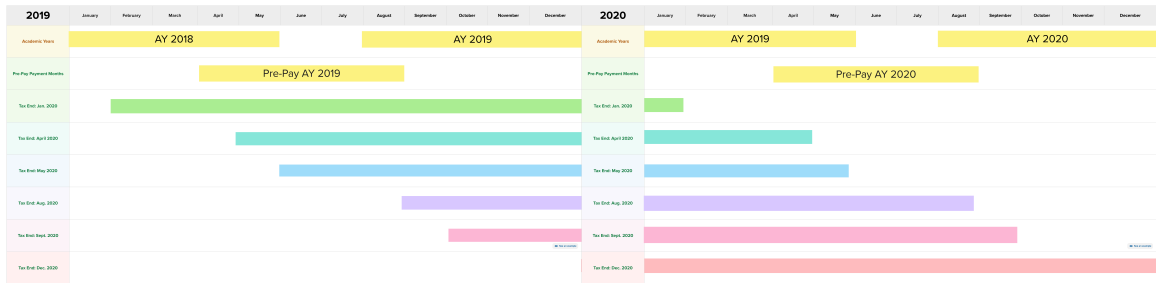 2019 January February March April May June July August September October November December 2020 January February March April May June July August September October November December
Academic Years AY 2018 AY 2019 Academic Years AY 2019 AY 2020
Pre-Pay Payment Months Pre-Pay AY 2019 Pre-Pay Payment Months Pre-Pay AY 2020
Tax End: Jan. 2020 Tax End: Jan. 2020
Tax End: April 2020 Tax End: April 2020
Tax End: May 2020 Tax End: May 2020
Tax End: Aug. 2020 Tax End: Aug. 2020
Tax End: Sept. 2020 Tax End: Sept. 2020
Tax End: Dec. 2020 Tax End: Dec. 2020